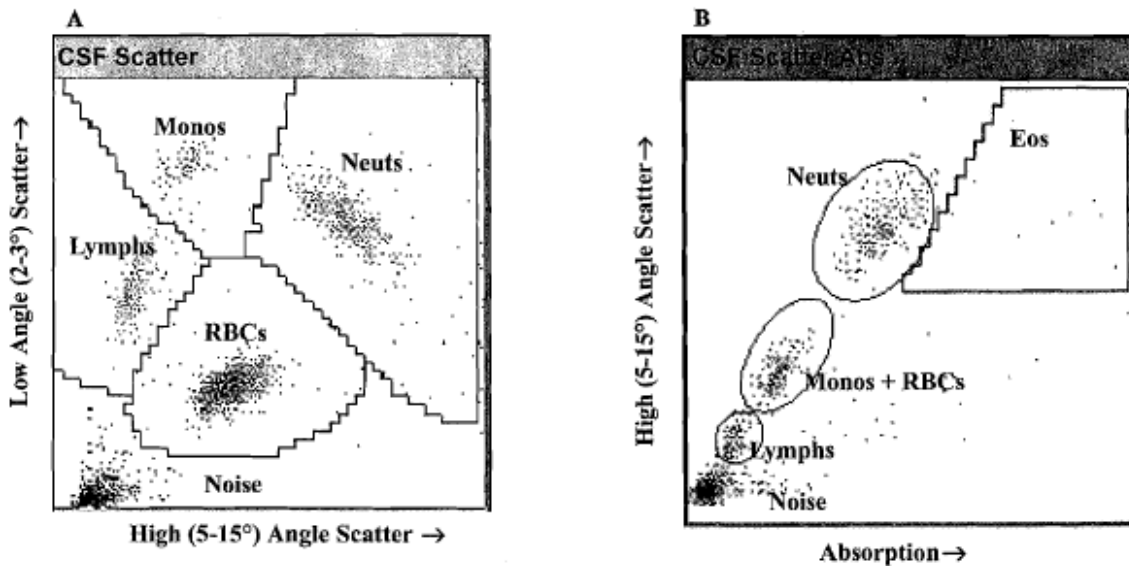 A
CSF Scatter
Monos
Neuts
Lymphs
RBCs
Noise
Low Angle (2-3°) Scatter→
High (5-15°) Angle Scatter →
B
CSF Scatter Abs
Eos
Neuts
Monos + RBCs
Lymphs
Noise
High (5-15°) Angle Scatter→
Absorption→